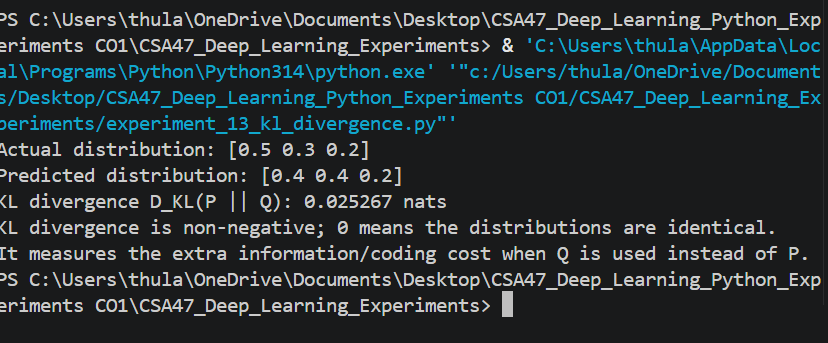 PS C:\Users\thula\OneDrive\Documents\Desktop\CSA47_Deep_Learning_Python_Exp
eriments CO1\CSA47_Deep_Learning_Experiments> & 'C:\Users\thula\AppData\Loc
al\Programs\Python\Python314\python.exe' '"c:/Users/thula/OneDrive/Document
s/Desktop/CSA47_Deep_Learning_Python_Experiments CO1/CSA47_Deep_Learning_Ex
periments/experiment_13_kl_divergence.py"'
Actual distribution: [0.5 0.3 0.2]
Predicted distribution: [0.4 0.4 0.2]
KL divergence D_KL(P || Q): 0.025267 nats
KL divergence is non-negative; 0 means the distributions are identical.
It measures the extra information/coding cost when Q is used instead of P.
PS C:\Users\thula\OneDrive\Documents\Desktop\CSA47_Deep_Learning_Python_Exp
eriments CO1\CSA47_Deep_Learning_Experiments>